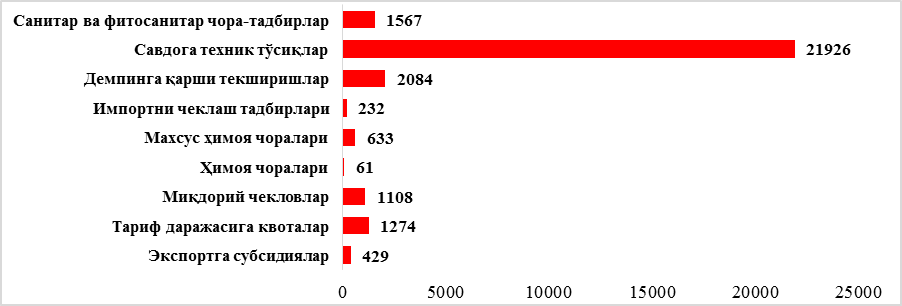 Санитар ва фитосанитар чора-тадбирлар 1567
Савдога техник тўсиқлар 21926
Демпинга қарши текширишлар 2084
Импортни чеклаш тадбирлари 232
Махсус ҳимоя чоралари 633
Ҳимоя чоралари 61
Миқдорий чекловлар 1108
Тариф даражасига квоталар 1274
Экспортга субсидиялар 429
0 5000 10000 15000 20000 25000